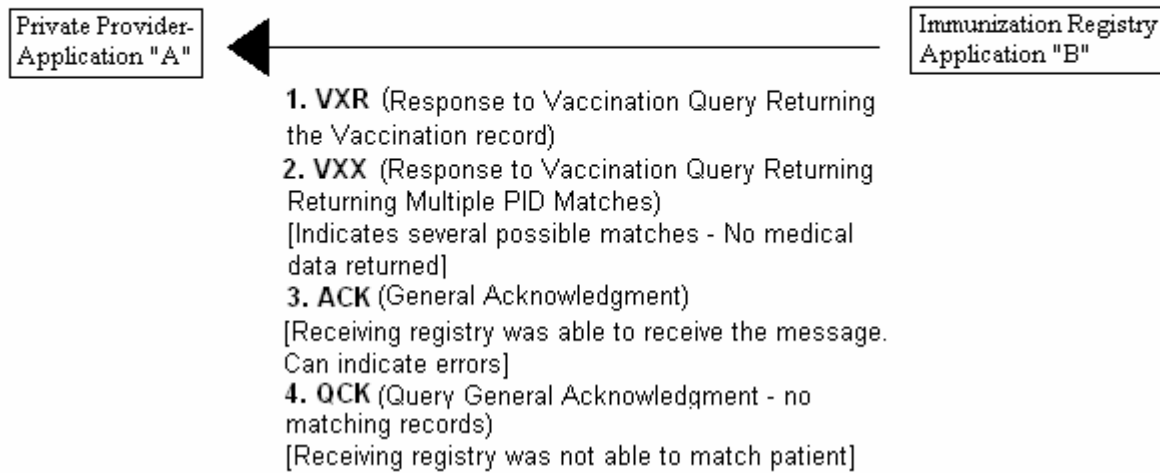 Private Provider-
Application "A"
Immunization Registry
Application "B"
1. VXR (Response to Vaccination Query Returning
the Vaccination record)
2. VXX (Response to Vaccination Query Returning
Returning Multiple PID Matches)
[Indicates several possible matches - No medical
data returned]
3. ACK (General Acknowledgment)
[Receiving registry was able to receive the message.
Can indicate errors]
4. QCK (Query General Acknowledgment - no
matching records)
[Receiving registry was not able to match patient]